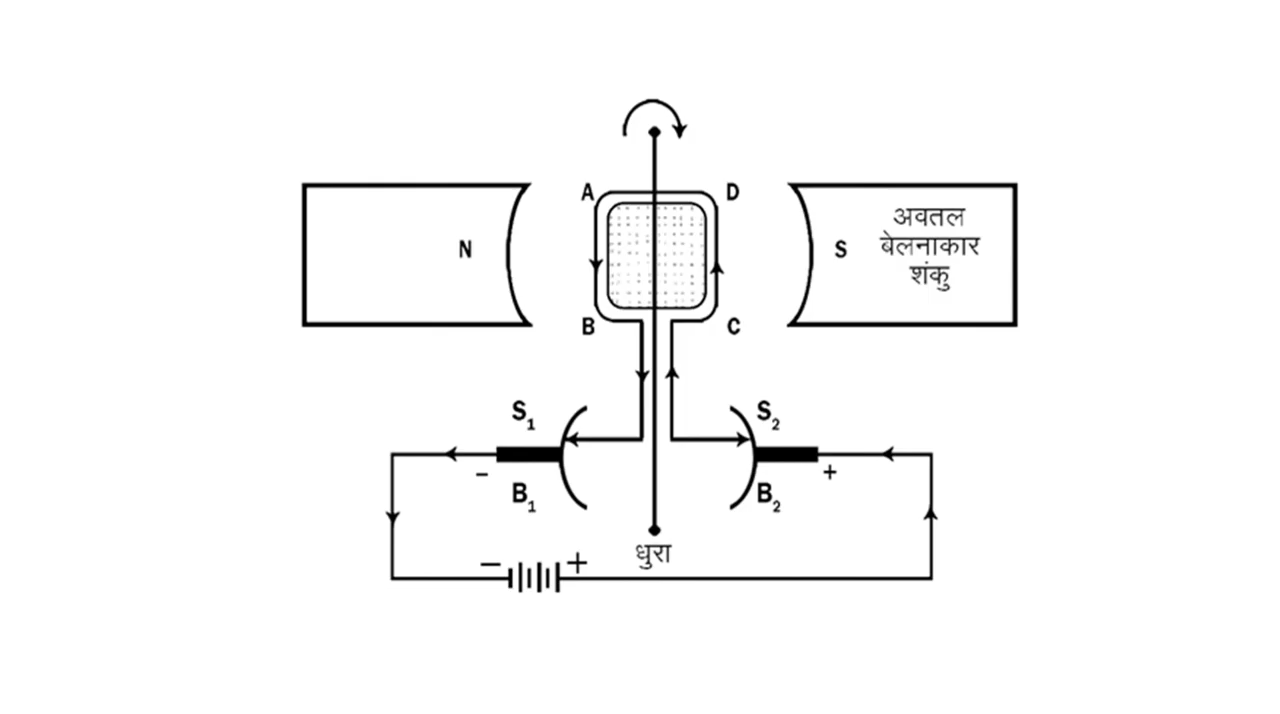 A D
N
S
अवतल
बेलनाकार
शंकु
B C
S₁ S₂
− +
B₁ B₂
धुरा
− +